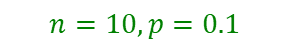 n = 10, p = 0.1